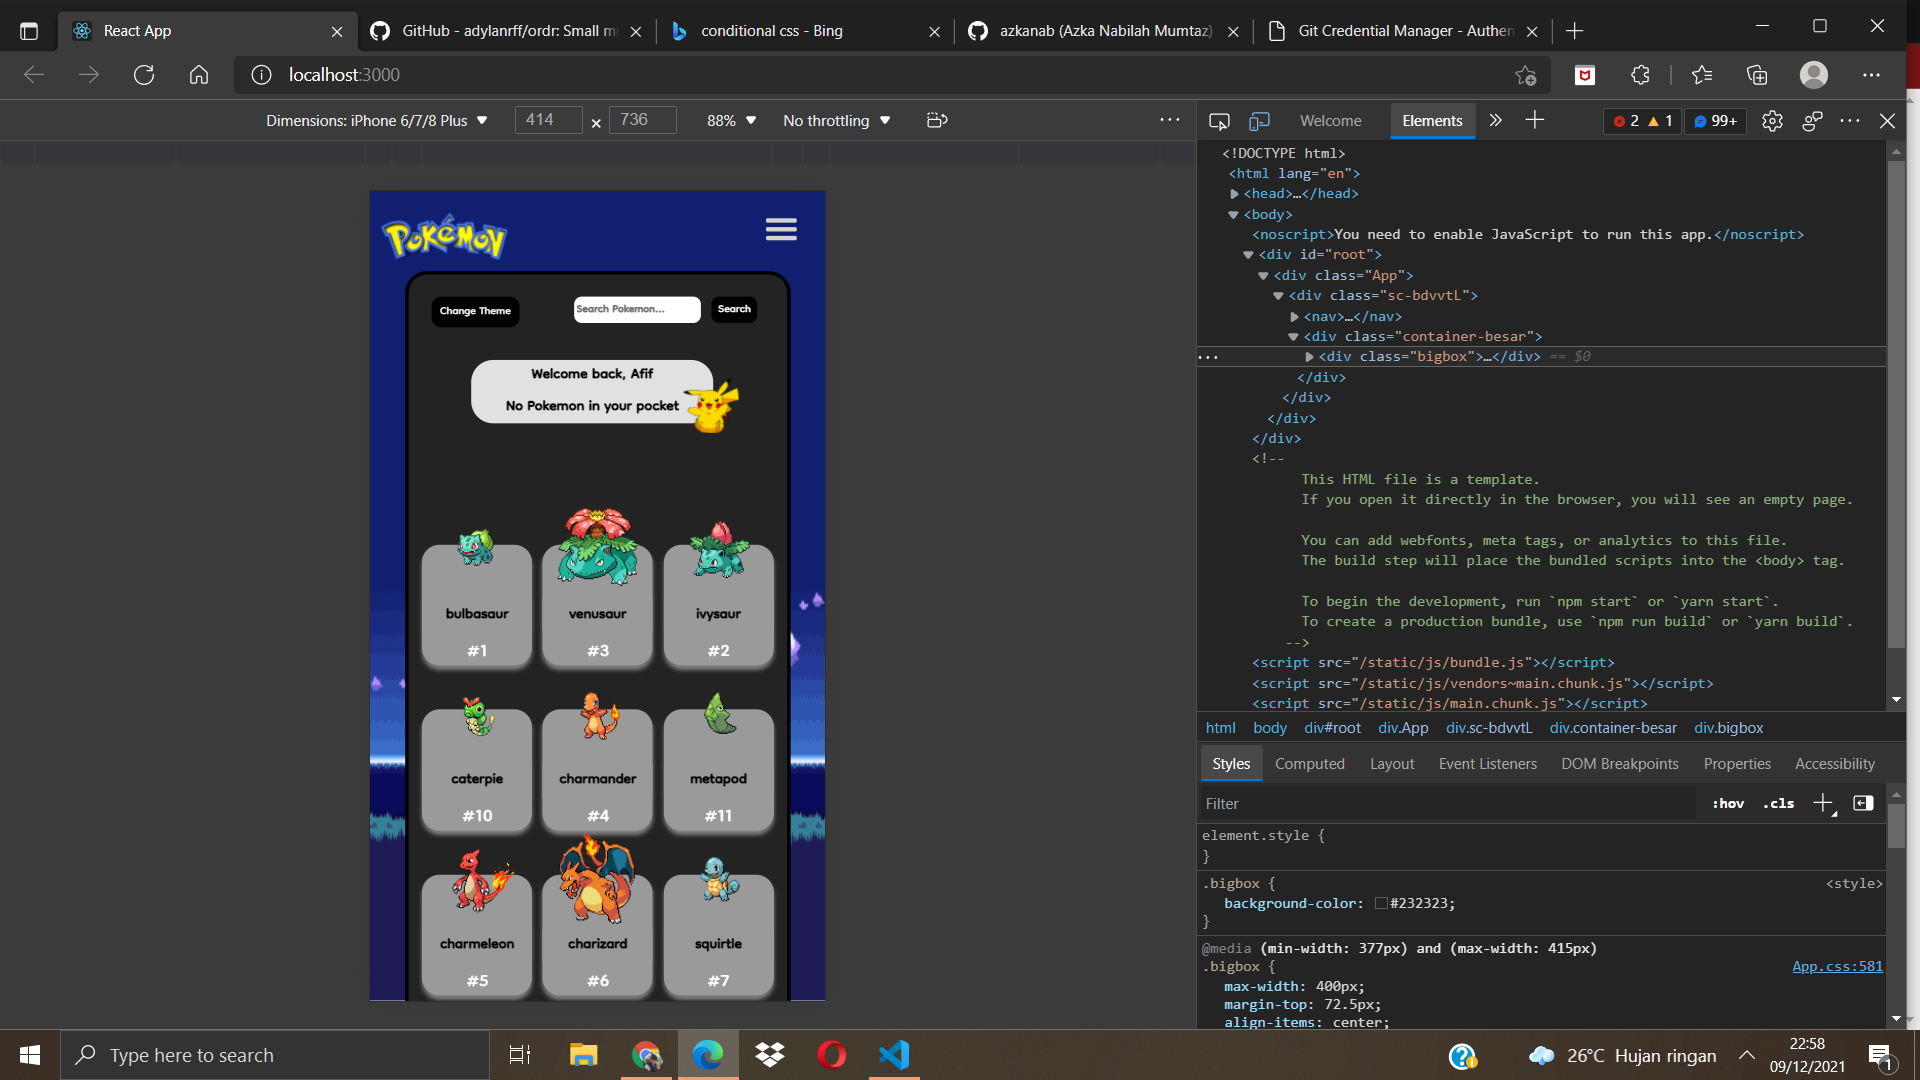 React App
GitHub - adylanrff/ordr: Small m
conditional css - Bing
azkanab (Azka Nabilah Mumtaz)
Git Credential Manager - Authen
localhost:3000
Dimensions: iPhone 6/7/8 Plus
414 × 736
88%
No throttling
Welcome
Elements
2
1
99+
POKéMON
Change Theme
Search Pokemon...
Search
Welcome back, Afif
No Pokemon in your pocket
bulbasaur
#1
venusaur
#3
ivysaur
#2
caterpie
#10
charmander
#4
metapod
#11
charmeleon
#5
charizard
#6
squirtle
#7
<!DOCTYPE html>
<html lang="en">
<head>…</head>
<body>
<noscript>You need to enable JavaScript to run this app.</noscript>
<div id="root">
<div class="App">
<div class="sc-bdvvtL">
<nav>…</nav>
<div class="container-besar">
... <div class="bigbox">…</div> == $0
</div>
</div>
</div>
</div>
<!--
This HTML file is a template.
If you open it directly in the browser, you will see an empty page.
You can add webfonts, meta tags, or analytics to this file.
The build step will place the bundled scripts into the <body> tag.
To begin the development, run `npm start` or `yarn start`.
To create a production bundle, use `npm run build` or `yarn build`.
-->
<script src="/static/js/bundle.js"></script>
<script src="/static/js/vendors~main.chunk.js"></script>
<script src="/static/js/main.chunk.js"></script>
html body div#root div.App div.sc-bdvvtL div.container-besar div.bigbox
Styles Computed Layout Event Listeners DOM Breakpoints Properties Accessibility
Filter
:hov .cls
element.style {
}
.bigbox {
<style>
background-color: #232323;
}
@media (min-width: 377px) and (max-width: 415px)
.bigbox {
App.css:581
max-width: 400px;
margin-top: 72.5px;
align-items: center;
Type here to search
26°C Hujan ringan
22:58
09/12/2021
1